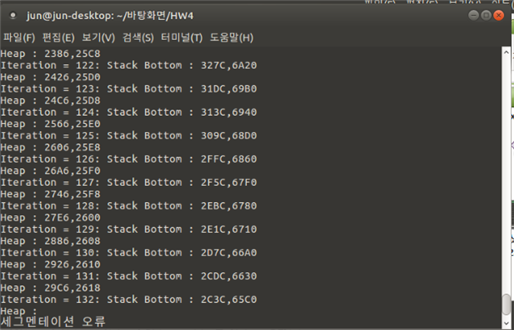 jun@jun-desktop: ~/바탕화면/HW4
파일(F) 편집(E) 보기(V) 검색(S) 터미널(T) 도움말(H)
Heap : 2386,25C8
Iteration = 122: Stack Bottom : 327C,6A20
Heap : 2426,25D0
Iteration = 123: Stack Bottom : 31DC,69B0
Heap : 24C6,25D8
Iteration = 124: Stack Bottom : 313C,6940
Heap : 2566,25E0
Iteration = 125: Stack Bottom : 309C,68D0
Heap : 2606,25E8
Iteration = 126: Stack Bottom : 2FFC,6860
Heap : 26A6,25F0
Iteration = 127: Stack Bottom : 2F5C,67F0
Heap : 2746,25F8
Iteration = 128: Stack Bottom : 2EBC,6780
Heap : 27E6,2600
Iteration = 129: Stack Bottom : 2E1C,6710
Heap : 2886,2608
Iteration = 130: Stack Bottom : 2D7C,66A0
Heap : 2926,2610
Iteration = 131: Stack Bottom : 2CDC,6630
Heap : 29C6,2618
Iteration = 132: Stack Bottom : 2C3C,65C0
Heap :
세그멘테이션 오류